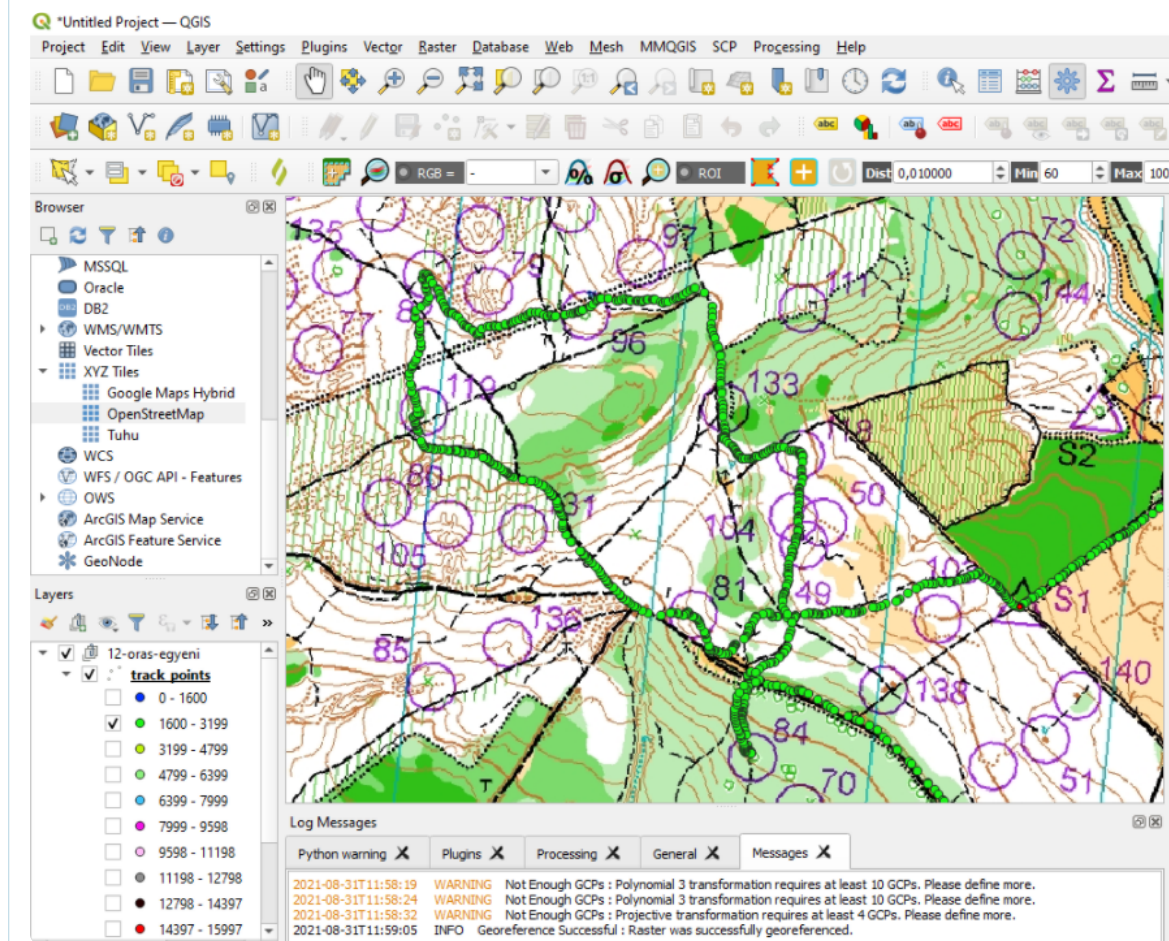 *Untitled Project — QGIS
Project Edit View Layer Settings Plugins Vector Raster Database Web Mesh MMQGIS SCP Processing Help
RGB = - ROI Dist 0,010000 Min 60 Max 100
Browser
MSSQL
Oracle
DB2
WMS/WMTS
Vector Tiles
XYZ Tiles
Google Maps Hybrid
OpenStreetMap
Tuhu
WCS
WFS / OGC API - Features
OWS
ArcGIS Map Service
ArcGIS Feature Service
GeoNode
Layers
12-oras-egyeni
track_points
0 - 1600
1600 - 3199
3199 - 4799
4799 - 6399
6399 - 7999
7999 - 9598
9598 - 11198
11198 - 12798
12798 - 14397
14397 - 15997
135
79
97
72
111
144
96
119
133
S2
80
31
50
104
105
81
49
S1
136
85
138
140
84
70
51
T
Log Messages
Python warning Plugins Processing General Messages
2021-08-31T11:58:19 WARNING Not Enough GCPs : Polynomial 3 transformation requires at least 10 GCPs. Please define more.
2021-08-31T11:58:24 WARNING Not Enough GCPs : Polynomial 3 transformation requires at least 10 GCPs. Please define more.
2021-08-31T11:58:32 WARNING Not Enough GCPs : Projective transformation requires at least 4 GCPs. Please define more.
2021-08-31T11:59:05 INFO Georeference Successful : Raster was successfully georeferenced.